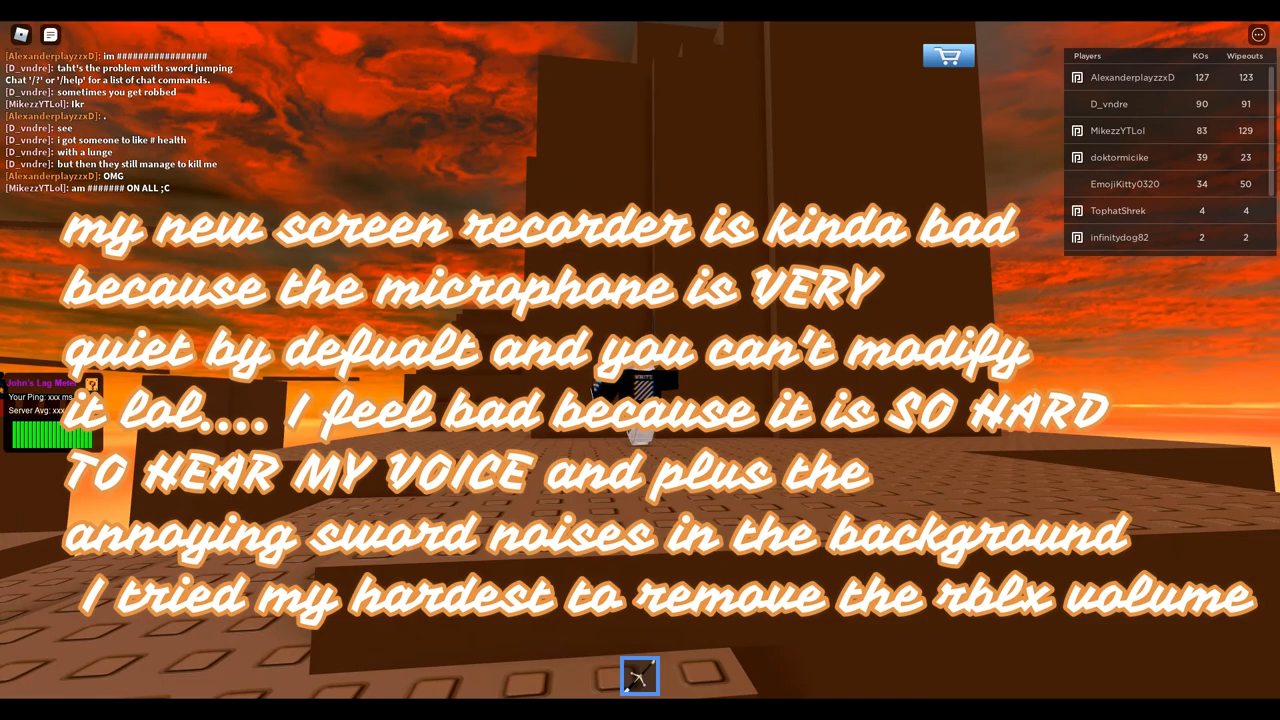 [AlexanderplayzzxD]: im #################
[D_vndre]: taht's the problem with sword jumping
Chat '/?' or '/help' for a list of chat commands.
[D_vndre]: sometimes you get robbed
[MikezzYTLol]: Ikr
[AlexanderplayzzxD]: .
[D_vndre]: see
[D_vndre]: i got someone to like # health
[D_vndre]: with a lunge
[D_vndre]: but then they still manage to kill me
[AlexanderplayzzxD]: OMG
[MikezzYTLol]: am ####### ON ALL ;C
Players KOs Wipeouts
AlexanderplayzzxD 127 123
D_vndre 90 91
MikezzYTLol 83 129
doktormicike 39 23
EmojiKitty0320 34 50
TophatShrek 4 4
infinitydog82 2 2
my new screen recorder is kinda bad
because the microphone is VERY
quiet by defualt and you can't modify
it lol.... I feel bad because it is SO HARD
TO HEAR MY VOICE and plus the
annoying sword noises in the background
I tried my hardest to remove the rblx volume
John's Lag Meter ?
Your Ping: xxx ms
Server Avg: xxx
WRITE